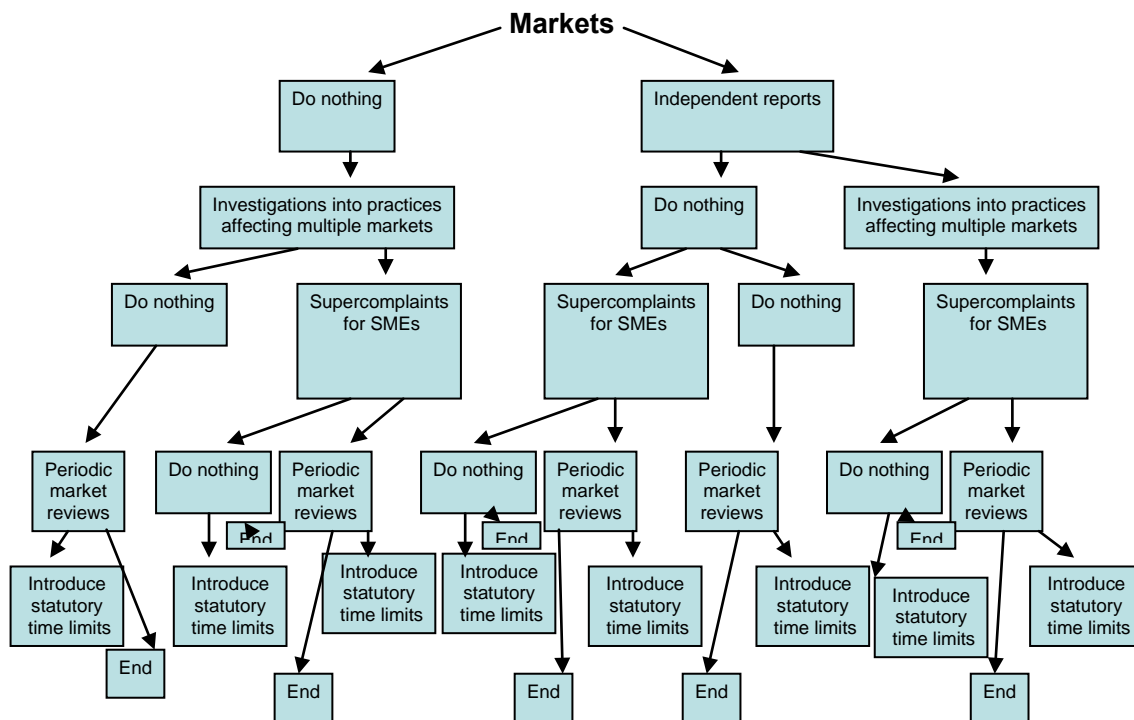 Markets
Do nothing
Independent reports
Investigations into practices
affecting multiple markets
Do nothing
Investigations into practices
affecting multiple markets
Do nothing
Supercomplaints
for SMEs
Supercomplaints
for SMEs
Do nothing
Supercomplaints
for SMEs
Periodic
market
reviews
Do nothing
Periodic
market
reviews
Do nothing
Periodic
market
reviews
Periodic
market
reviews
Do nothing
Periodic
market
reviews
End
End
End
Introduce
statutory
time limits
Introduce
statutory
time limits
Introduce
statutory
time limits
Introduce
statutory
time limits
Introduce
statutory
time limits
Introduce
statutory
time limits
Introduce
statutory
time limits
Introduce
statutory
time limits
End
End
End
End
End